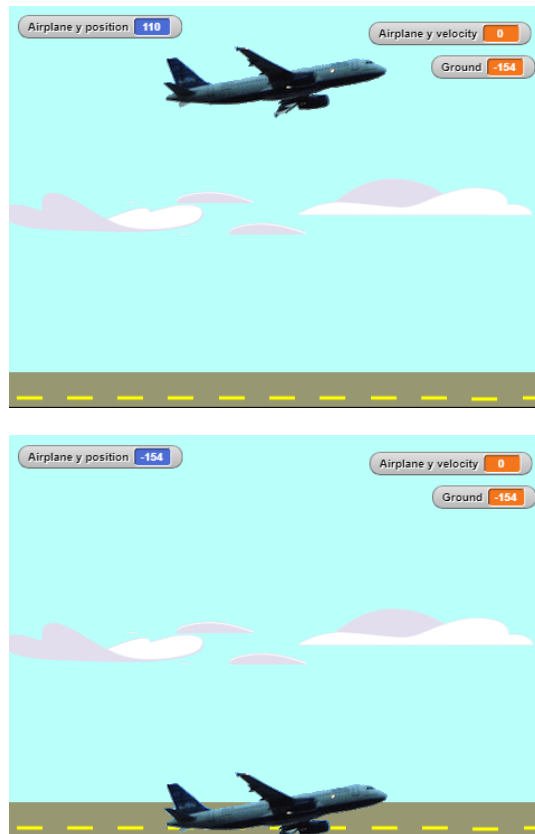 Airplane y position 110
Airplane y velocity 0
Ground -154
Airplane y position -154
Airplane y velocity 0
Ground -154